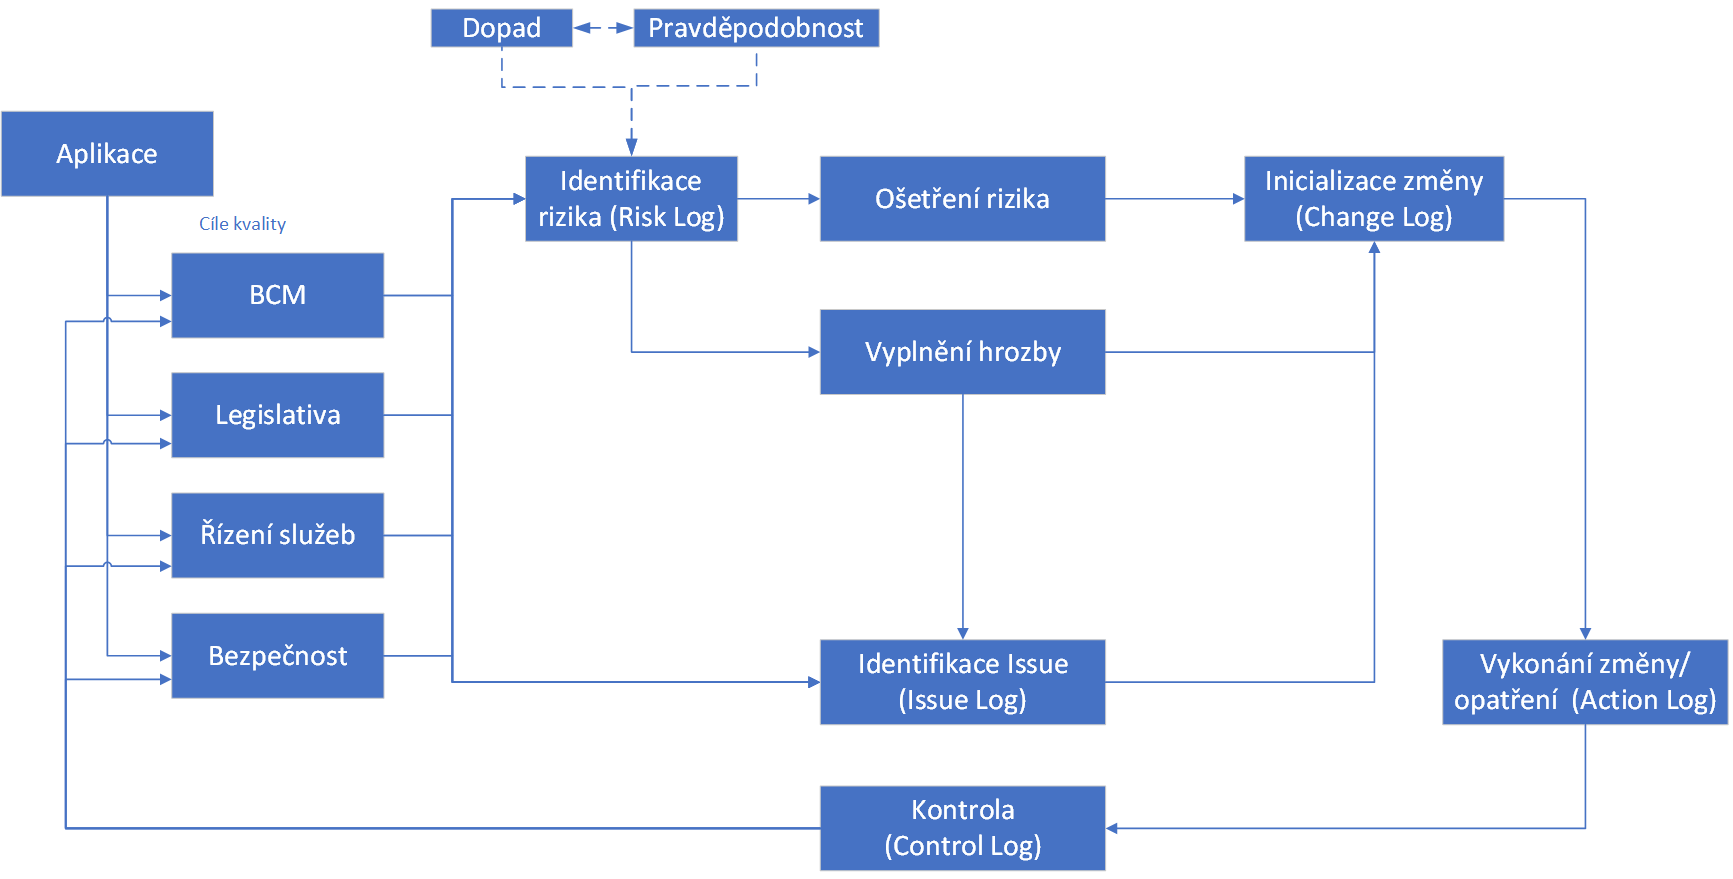 Dopad
Pravděpodobnost
Aplikace
Identifikace
rizika (Risk Log)
Ošetření rizika
Inicializace změny
(Change Log)
Cíle kvality
BCM
Vyplnění hrozby
Legislativa
Řízení služeb
Bezpečnost
Identifikace Issue
(Issue Log)
Vykonání změny/
opatření (Action Log)
Kontrola
(Control Log)